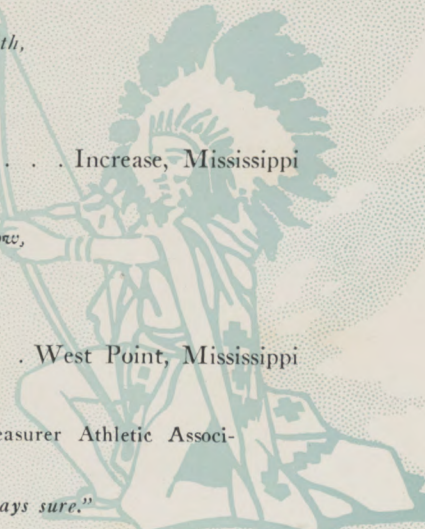 th,
. . . Increase, Mississippi
ow,
. West Point, Mississippi
easurer Athletic Associ-
ays sure."